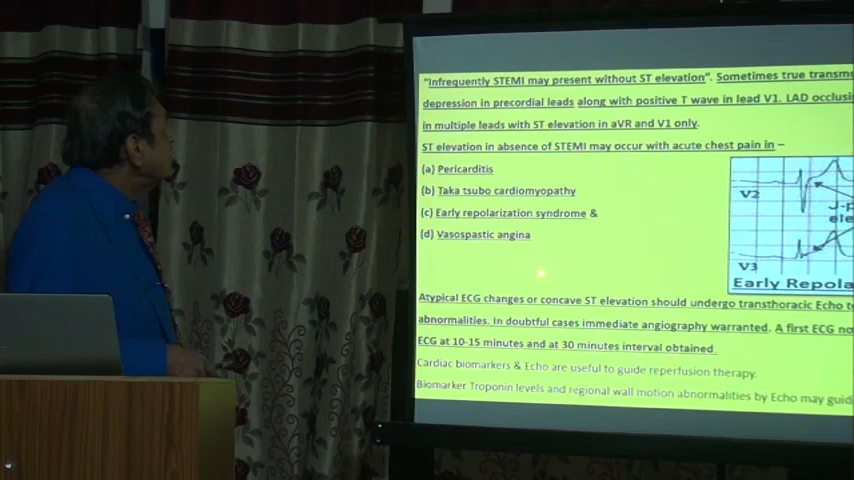 "Infrequently STEMI may present without ST elevation". Sometimes true transm
depression in precordial leads along with positive T wave in lead V1. LAD occlusi
in multiple leads with ST elevation in aVR and V1 only.
ST elevation in absence of STEMI may occur with acute chest pain in –
(a) Pericarditis
(b) Taka tsubo cardiomyopathy
(c) Early repolarization syndrome &
(d) Vasospastic angina
V2
J-p
ele
V3
Early Repola
Atypical ECG changes or concave ST elevation should undergo transthoracic Echo t
abnormalities. In doubtful cases immediate angiography warranted. A first ECG no
ECG at 10-15 minutes and at 30 minutes interval obtained.
Cardiac biomarkers & Echo are useful to guide reperfusion therapy.
Biomarker Troponin levels and regional wall motion abnormalities by Echo may guid